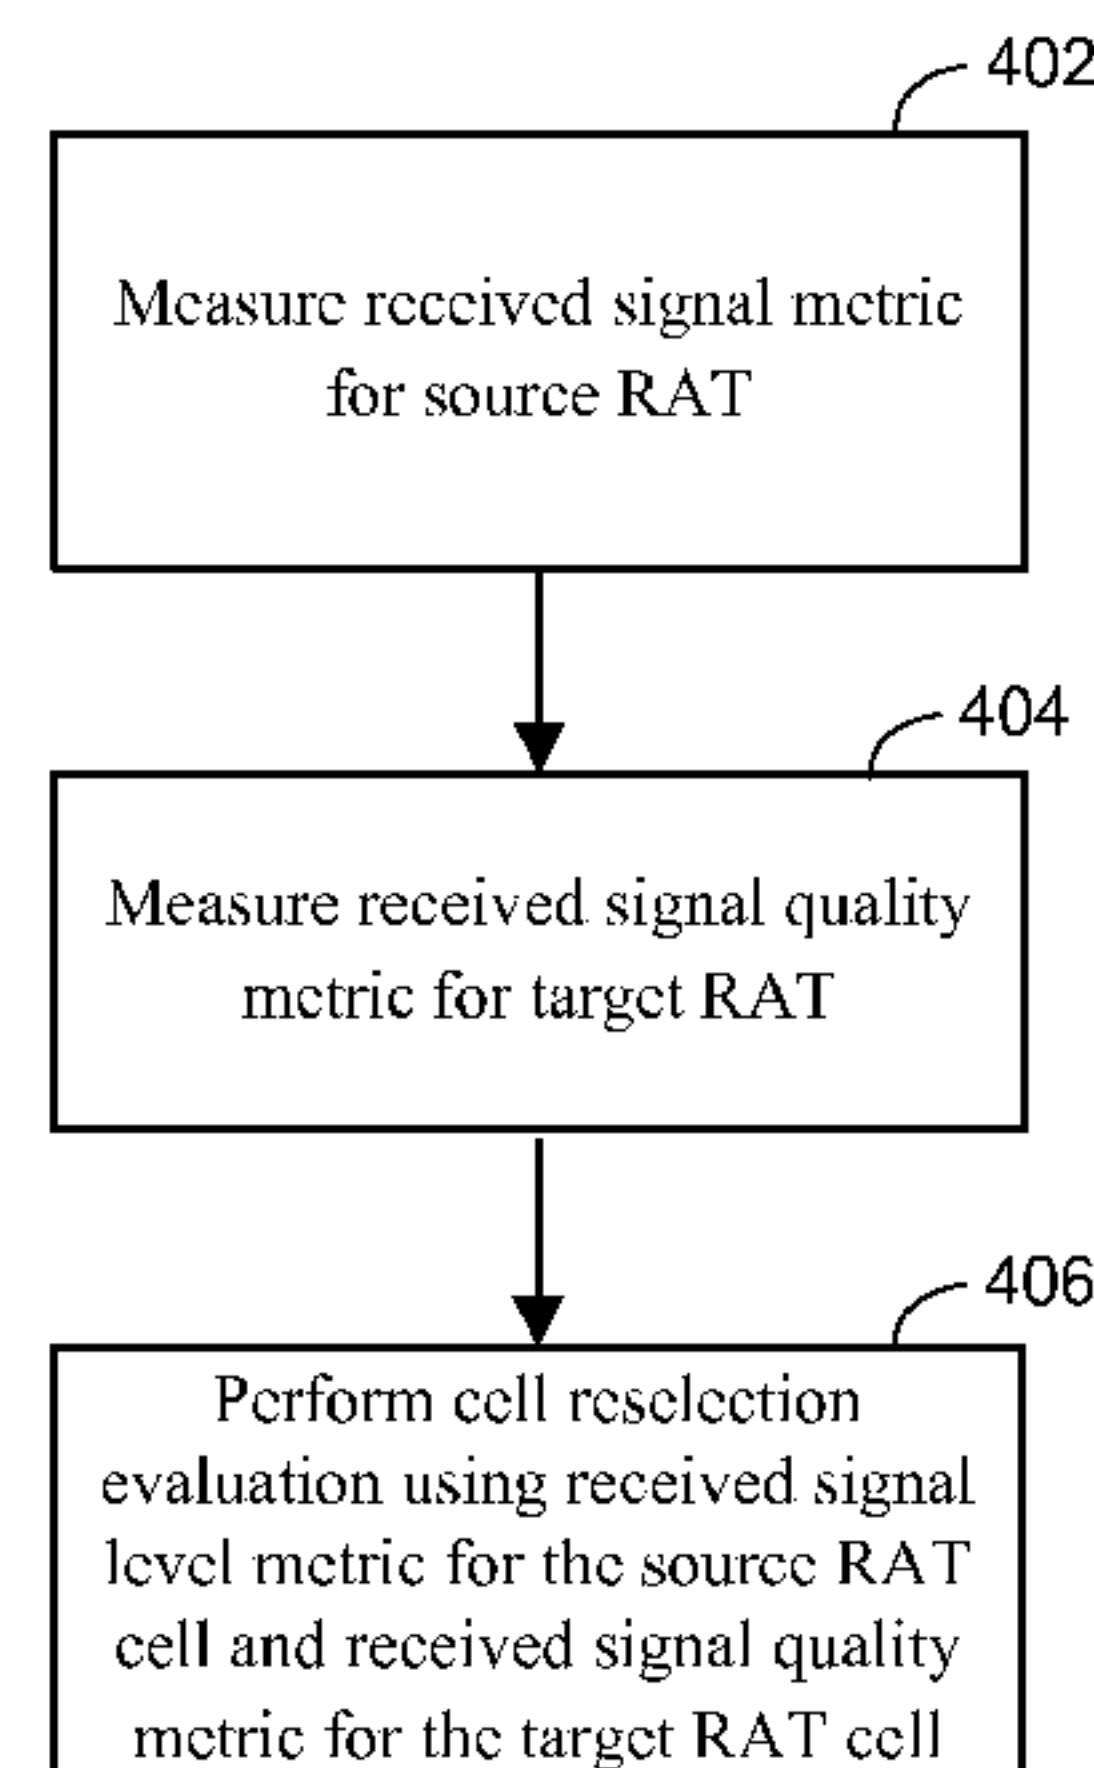 402
Measure received signal metric
for source RAT
404
Measure received signal quality
metric for target RAT
406
Perform cell reselection
evaluation using received signal
level metric for the source RAT
cell and received signal quality
metric for the target RAT cell